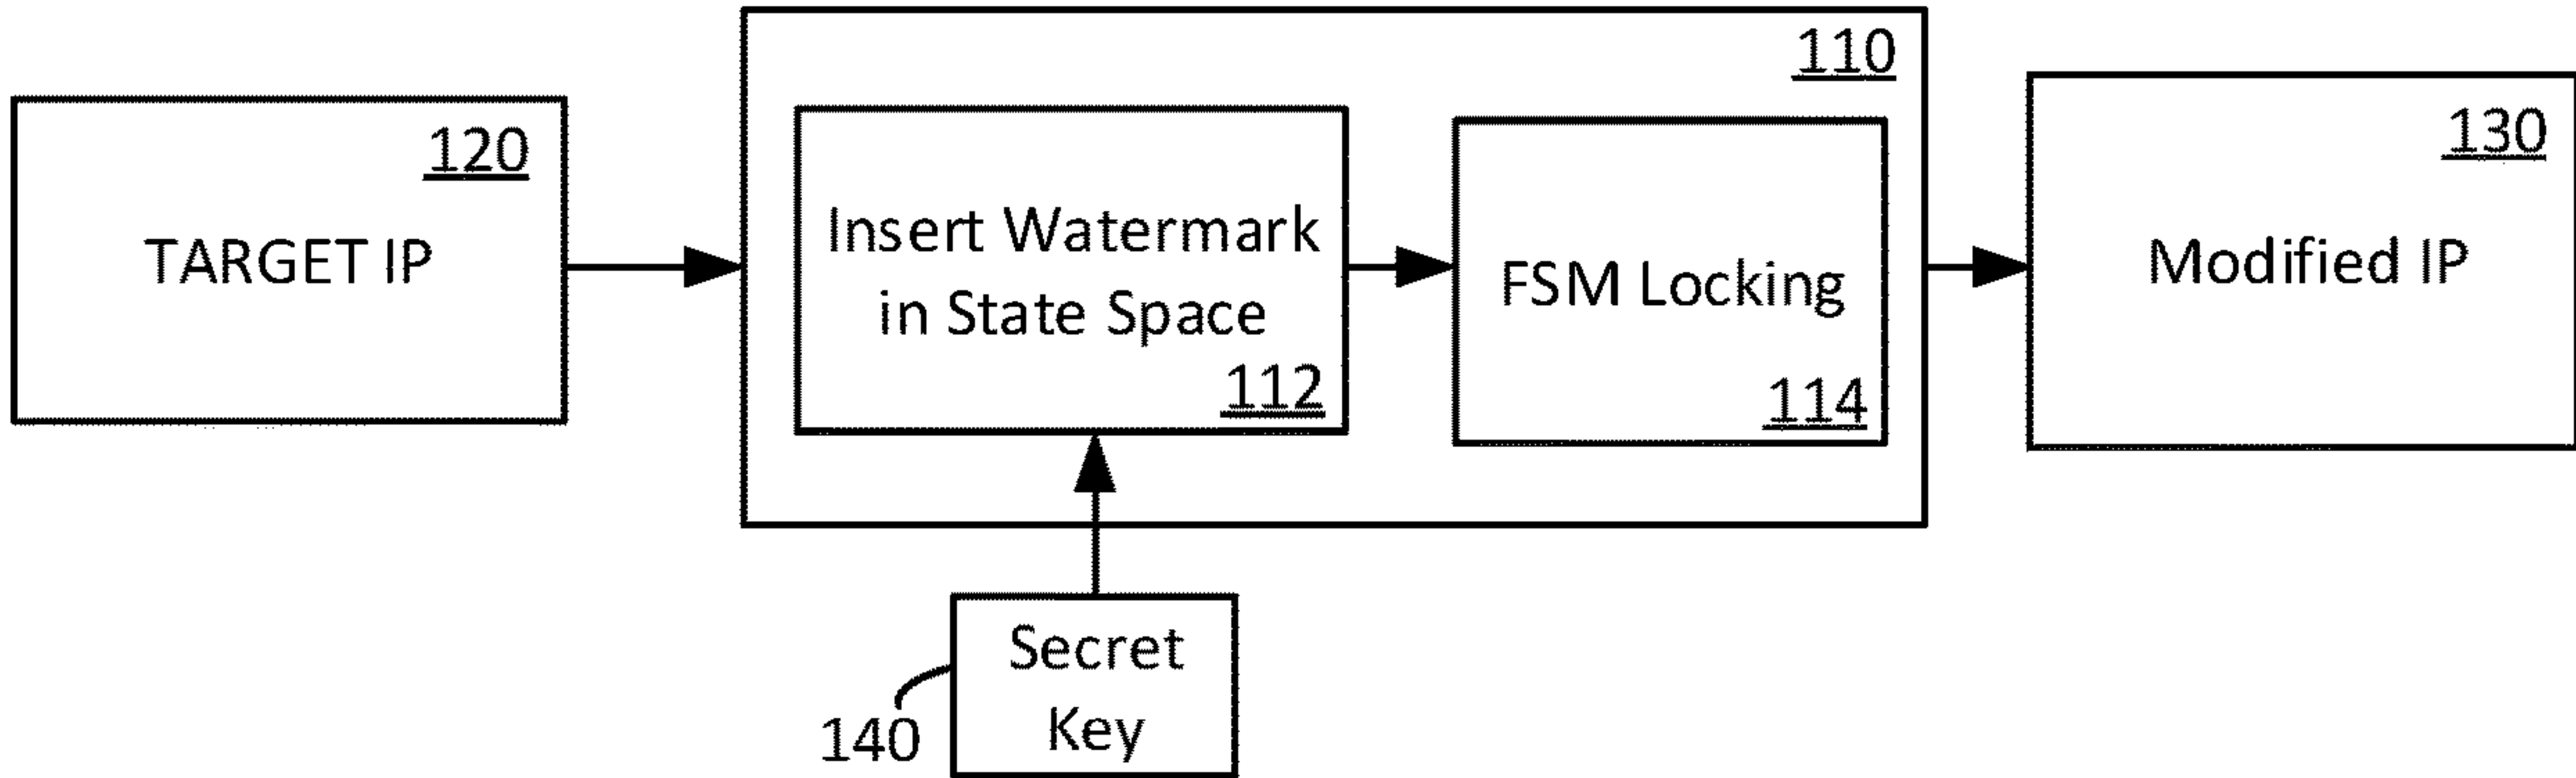 120
TARGET IP
110
Insert Watermark
in State Space
112
FSM Locking
114
130
Modified IP
Secret
Key
140